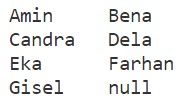 Amin Bena
Candra Dela
Eka Farhan
Gisel null